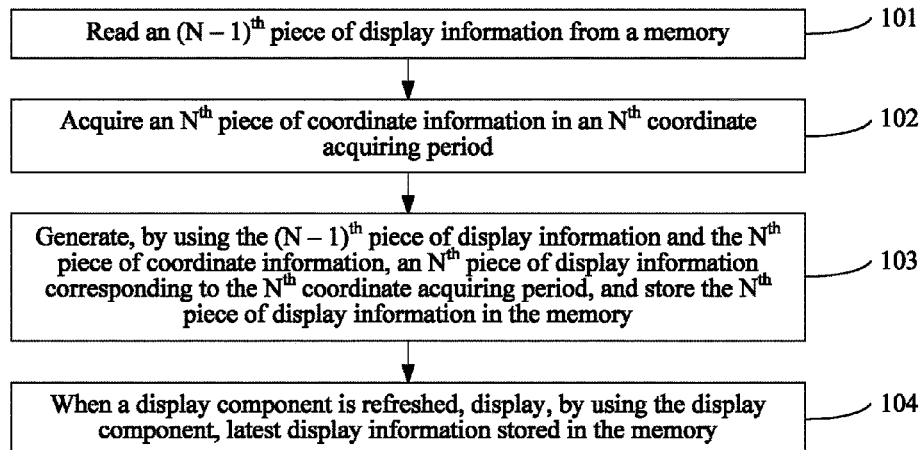 Read an (N – 1)th piece of display information from a memory
101
Acquire an Nth piece of coordinate information in an Nth coordinate
acquiring period
102
Generate, by using the (N – 1)th piece of display information and the Nth
piece of coordinate information, an Nth piece of display information
corresponding to the Nth coordinate acquiring period, and store the Nth
piece of display information in the memory
103
When a display component is refreshed, display, by using the display
component, latest display information stored in the memory
104